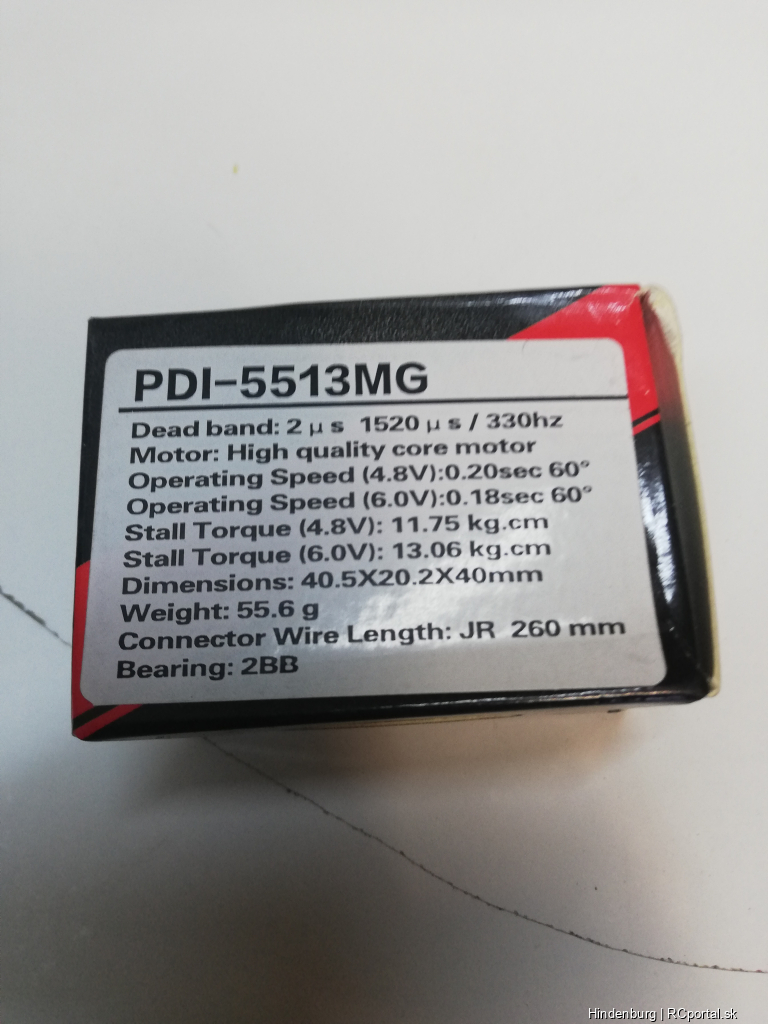 PDI-5513MG
Dead band: 2 μ s 1520 μ s / 330hz
Motor: High quality core motor
Operating Speed (4.8V):0.20sec 60°
Operating Speed (6.0V):0.18sec 60°
Stall Torque (4.8V): 11.75 kg.cm
Stall Torque (6.0V): 13.06 kg.cm
Dimensions: 40.5X20.2X40mm
Weight: 55.6 g
Connector Wire Length: JR 260 mm
Bearing: 2BB
Hindenburg | RCportal.sk